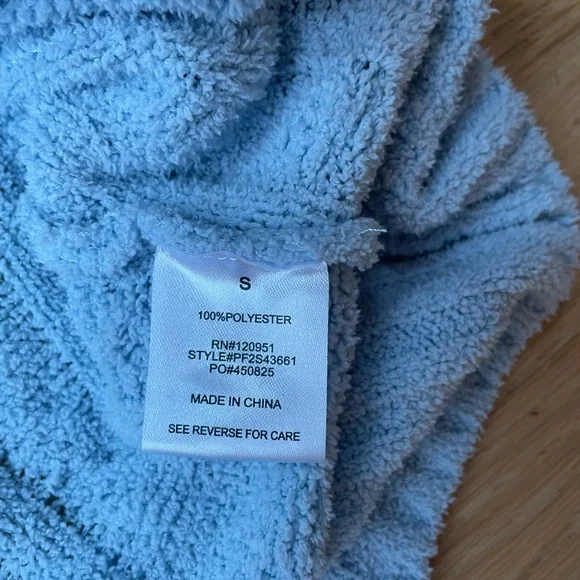 S
100%POLYESTER
RN#120951
STYLE#PF2S43661
PO#450825
MADE IN CHINA
SEE REVERSE FOR CARE